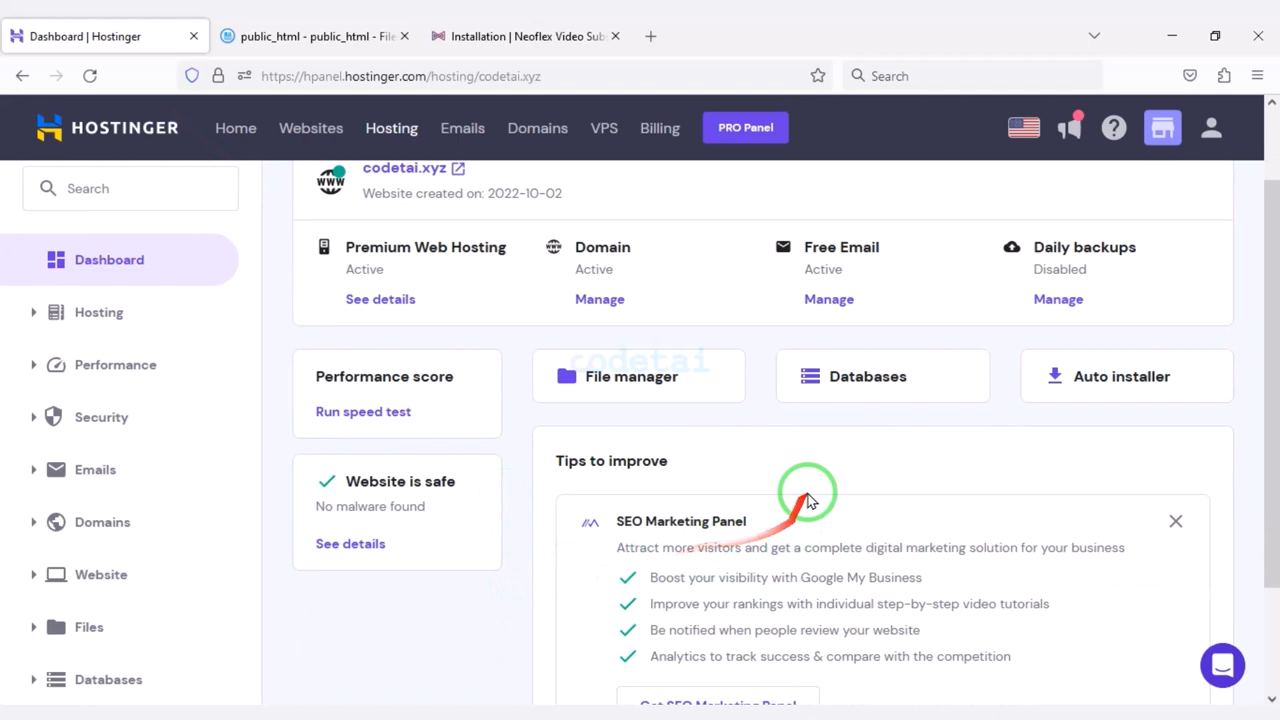 Dashboard | Hostinger
public_html - public_html - File
Installation | Neoflex Video Sub
https://hpanel.hostinger.com/hosting/codetai.xyz
Search
HOSTINGER
Home
Websites
Hosting
Emails
Domains
VPS
Billing
PRO Panel
Search
Dashboard
Hosting
Performance
Security
Emails
Domains
Website
Files
Databases
www
codetai.xyz
Website created on: 2022-10-02
Premium Web Hosting
Active
See details
Domain
Active
Manage
Free Email
Active
Manage
Daily backups
Disabled
Manage
codetai
Performance score
Run speed test
File manager
Databases
Auto installer
Website is safe
No malware found
See details
Tips to improve
SEO Marketing Panel
Attract more visitors and get a complete digital marketing solution for your business
Boost your visibility with Google My Business
Improve your rankings with individual step-by-step video tutorials
Be notified when people review your website
Analytics to track success & compare with the competition
Get SEO Marketing Panel